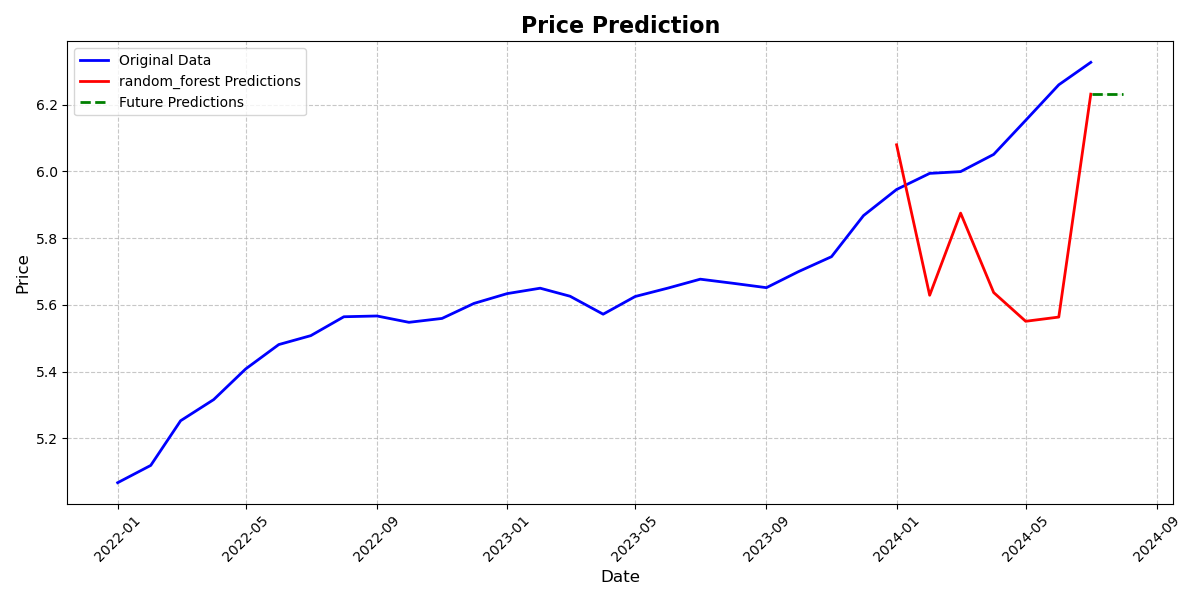 Price Prediction
Original Data
random_forest Predictions
Future Predictions
Price
6.2
6.0
5.8
5.6
5.4
5.2
2022-01
2022-05
2022-09
2023-01
2023-05
2023-09
2024-01
2024-05
2024-09
Date